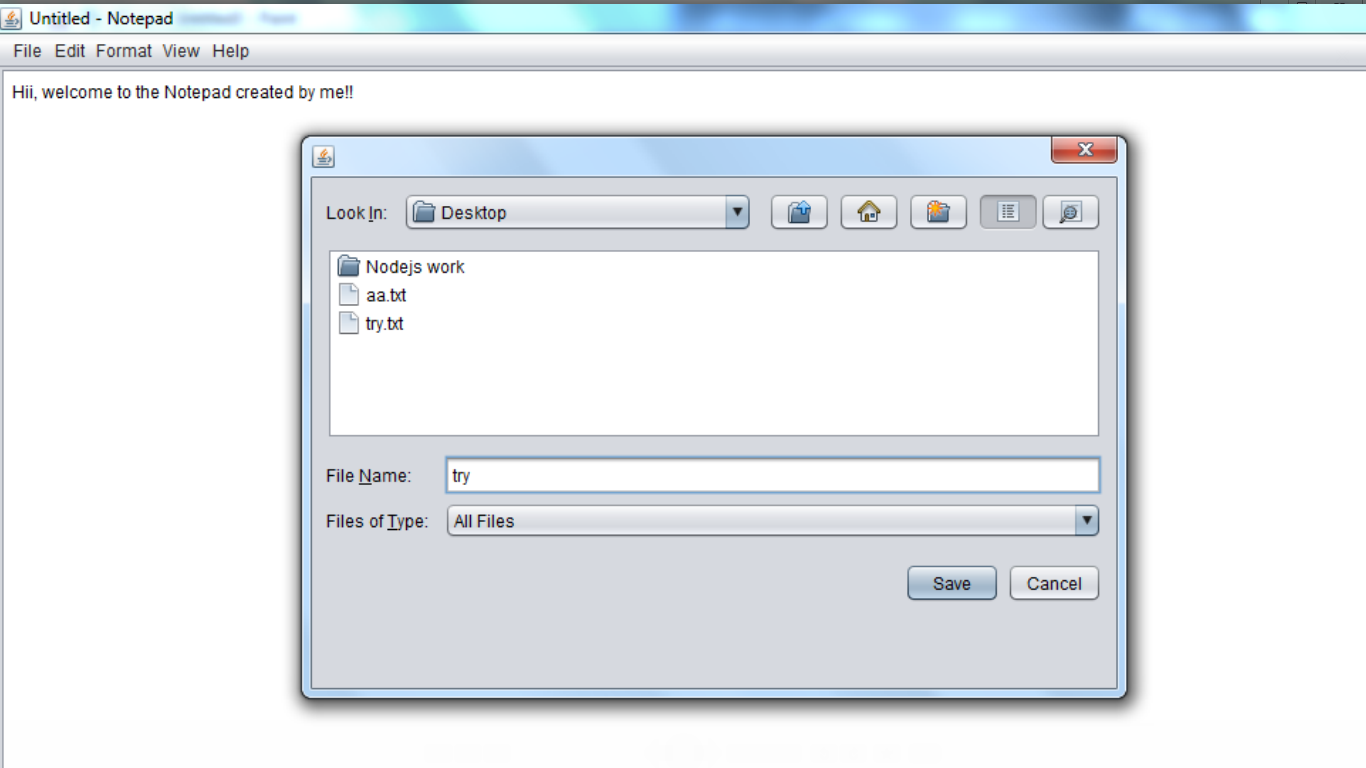 Untitled - Notepad
File Edit Format View Help
Hii, welcome to the Notepad created by me!!
Look In: Desktop
Nodejs work
aa.txt
try.txt
File Name: try
Files of Type: All Files
Save Cancel